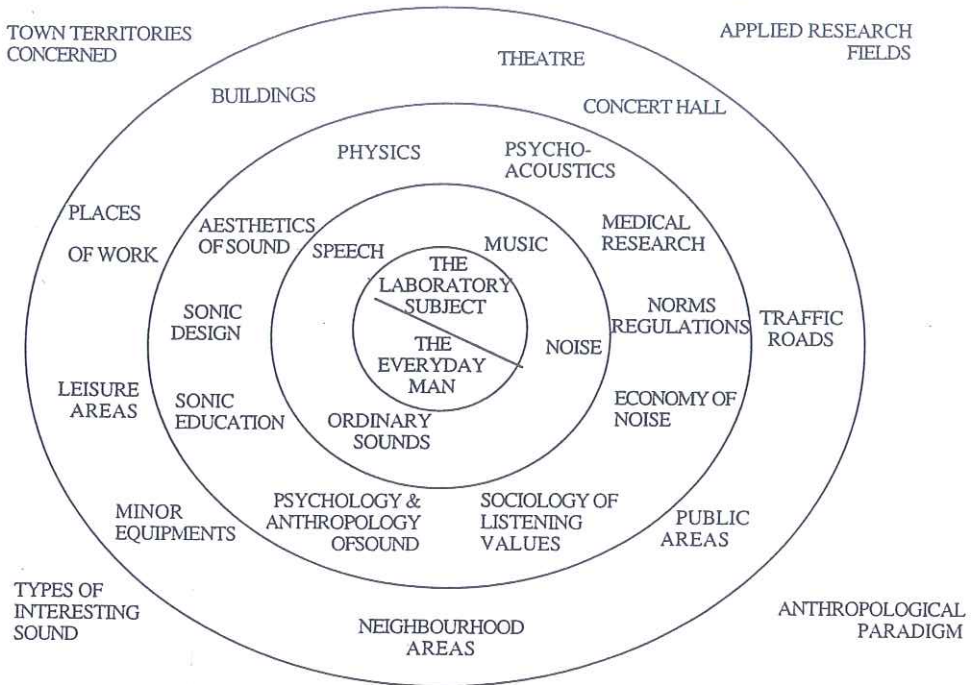 TOWN TERRITORIES
CONCERNED
APPLIED RESEARCH
FIELDS
THEATRE
BUILDINGS
CONCERT HALL
PHYSICS
PSYCHO-
ACOUSTICS
PLACES
OF WORK
AESTHETICS
OF SOUND
SPEECH
MUSIC
MEDICAL
RESEARCH
THE
LABORATORY
SUBJECT
SONIC
DESIGN
NORMS
REGULATIONS
TRAFFIC
ROADS
THE
EVERYDAY
MAN
NOISE
LEISURE
AREAS
SONIC
EDUCATION
ORDINARY
SOUNDS
ECONOMY OF
NOISE
MINOR
EQUIPMENTS
PSYCHOLOGY &
ANTHROPOLOGY
OFSOUND
SOCIOLOGY OF
LISTENING
VALUES
PUBLIC
AREAS
TYPES OF
INTERESTING
SOUND
NEIGHBOURHOOD
AREAS
ANTHROPOLOGICAL
PARADIGM